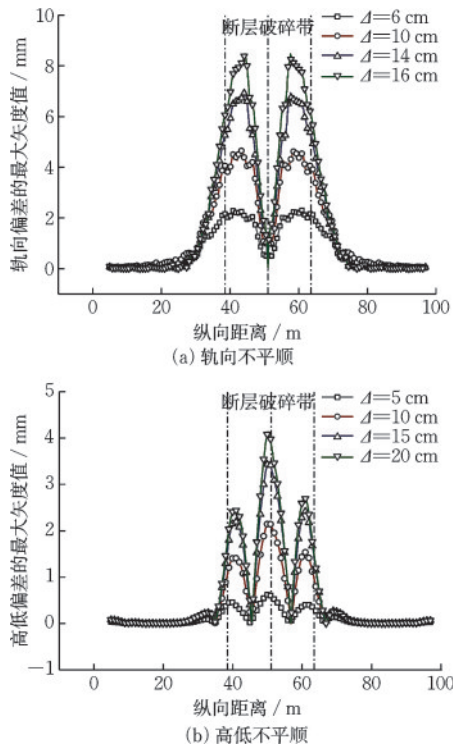 断层破碎带
Δ=6 cm
Δ=10 cm
Δ=14 cm
Δ=16 cm
10
8
6
4
2
0
轨向偏差的最大矢度值 / mm
0 20 40 60 80 100
纵向距离 / m
(a) 轨向不平顺
断层破碎带
Δ=5 cm
Δ=10 cm
Δ=15 cm
Δ=20 cm
5
4
3
2
1
0
−1
高低偏差的最大矢度值 / mm
0 20 40 60 80 100
纵向距离 / m
(b) 高低不平顺